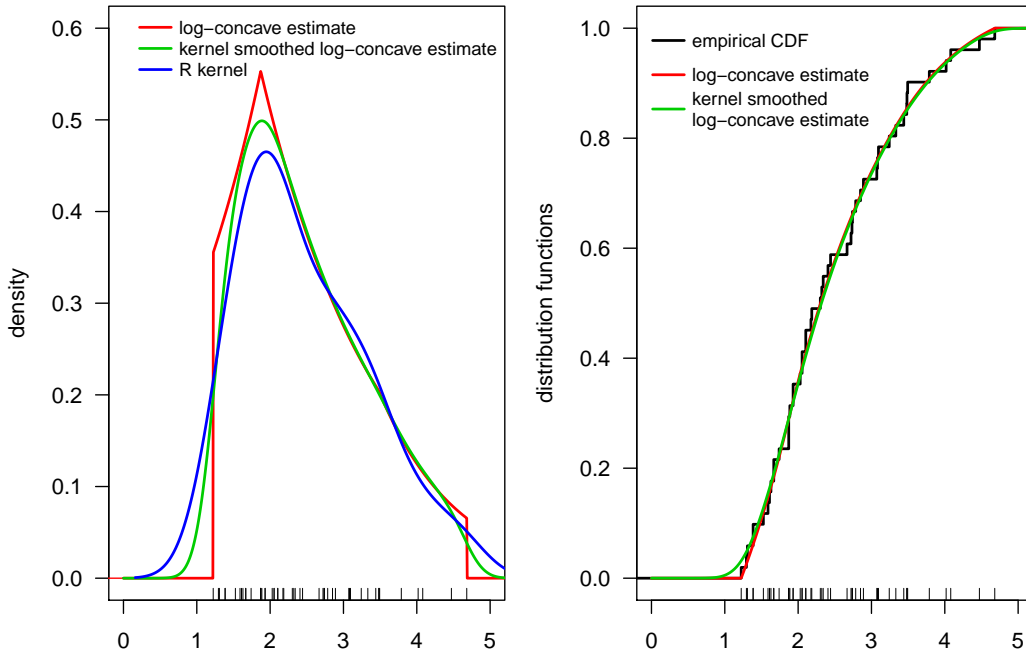 log-concave estimate
kernel smoothed log-concave estimate
R kernel
density
0.6
0.5
0.4
0.3
0.2
0.1
0.0
0 1 2 3 4 5
empirical CDF
log-concave estimate
kernel smoothed
log-concave estimate
distribution functions
1.0
0.8
0.6
0.4
0.2
0.0
0 1 2 3 4 5